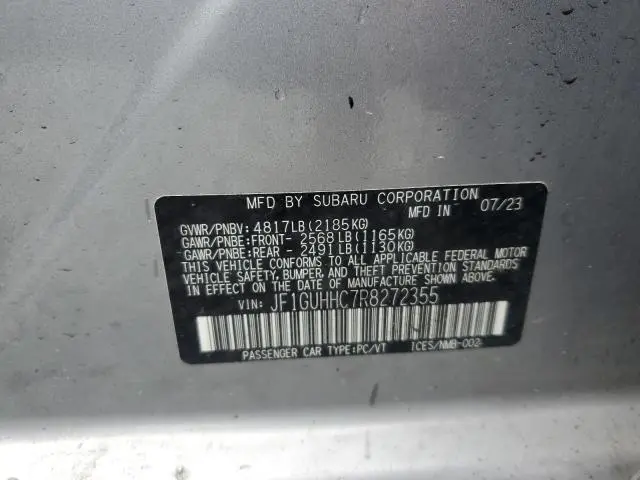 MFD BY SUBARU CORPORATION
MFD IN 07/23
GVWR/PNBV: 4817LB(2185KG)
GAWR/PNBE:FRONT- 2568LB(1165KG)
GAWR/PNBE:REAR - 2491LB(1130KG)
THIS VEHICLE CONFORMS TO ALL APPLICABLE FEDERAL MOTOR
VEHICLE SAFETY, BUMPER, AND THEFT PREVENTION STANDARDS
IN EFFECT ON THE DATE OF MANUFACTURE SHOWN ABOVE.
VIN: JF1GUHHC7R8272355
PASSENGER CAR TYPE:PC/VT ICES/NMB-002